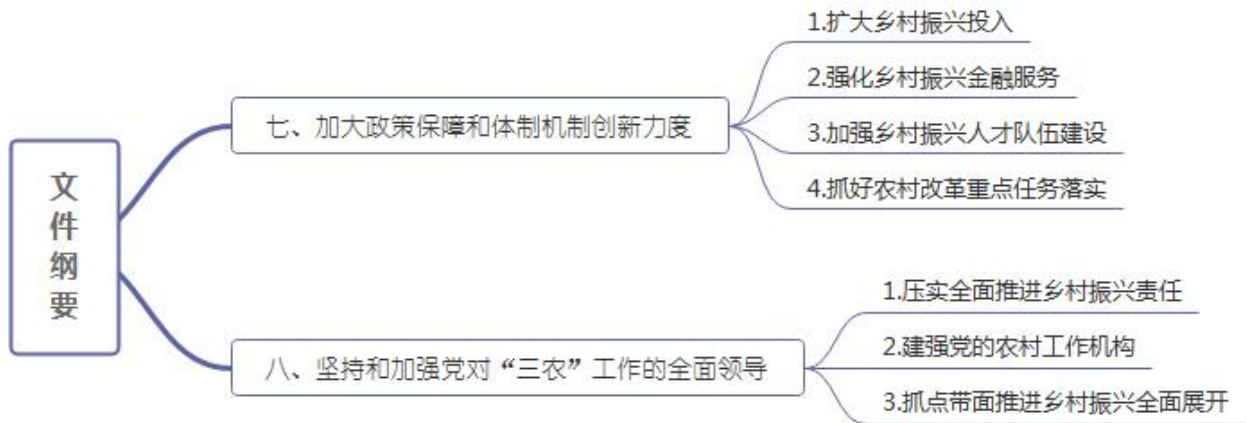 文件纲要
七、加大政策保障和体制机制创新力度
1.扩大乡村振兴投入
2.强化乡村振兴金融服务
3.加强乡村振兴人才队伍建设
4.抓好农村改革重点任务落实
八、坚持和加强党对“三农”工作的全面领导
1.压实全面推进乡村振兴责任
2.建强党的农村工作机构
3.抓点带面推进乡村振兴全面展开